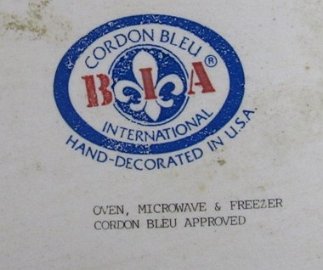 CORDON BLEU
BIA®
INTERNATIONAL
HAND-DECORATED IN U.S.A.
OVEN, MICROWAVE & FREEZER
CORDON BLEU APPROVED